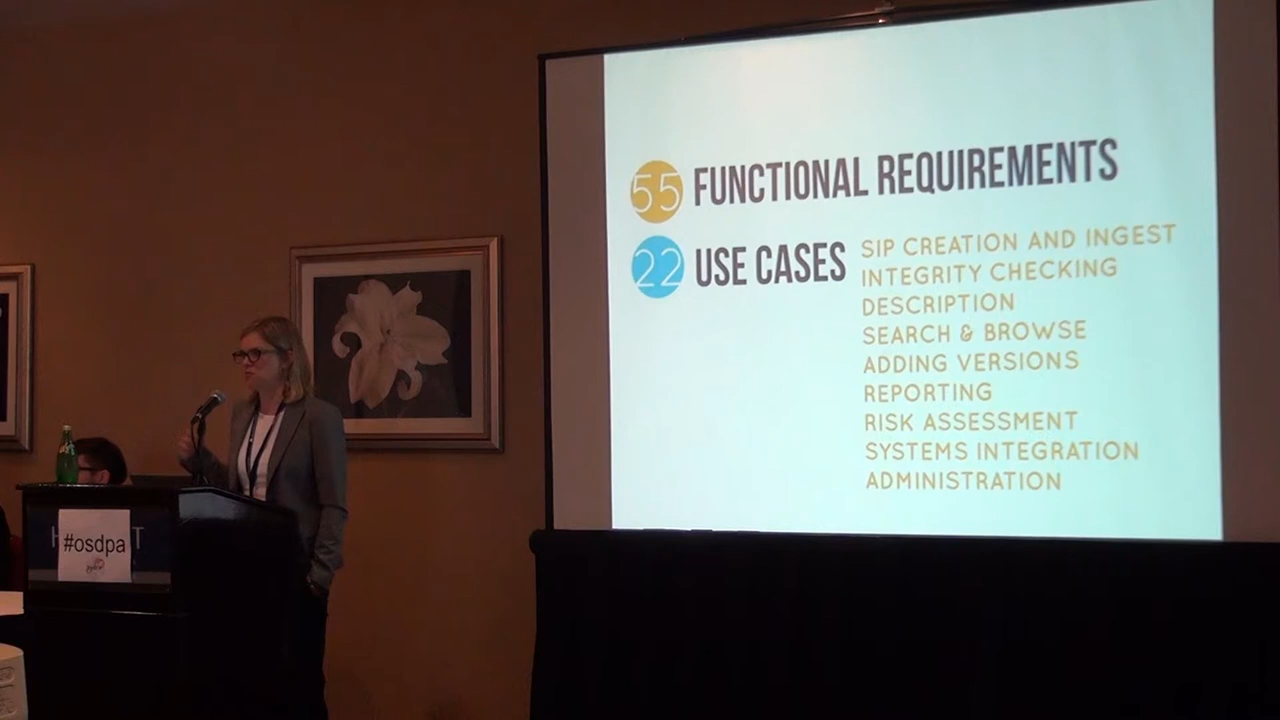 55 FUNCTIONAL REQUIREMENTS
22 USE CASES
SIP CREATION AND INGEST
INTEGRITY CHECKING
DESCRIPTION
SEARCH & BROWSE
ADDING VERSIONS
REPORTING
RISK ASSESSMENT
SYSTEMS INTEGRATION
ADMINISTRATION
#osdpa